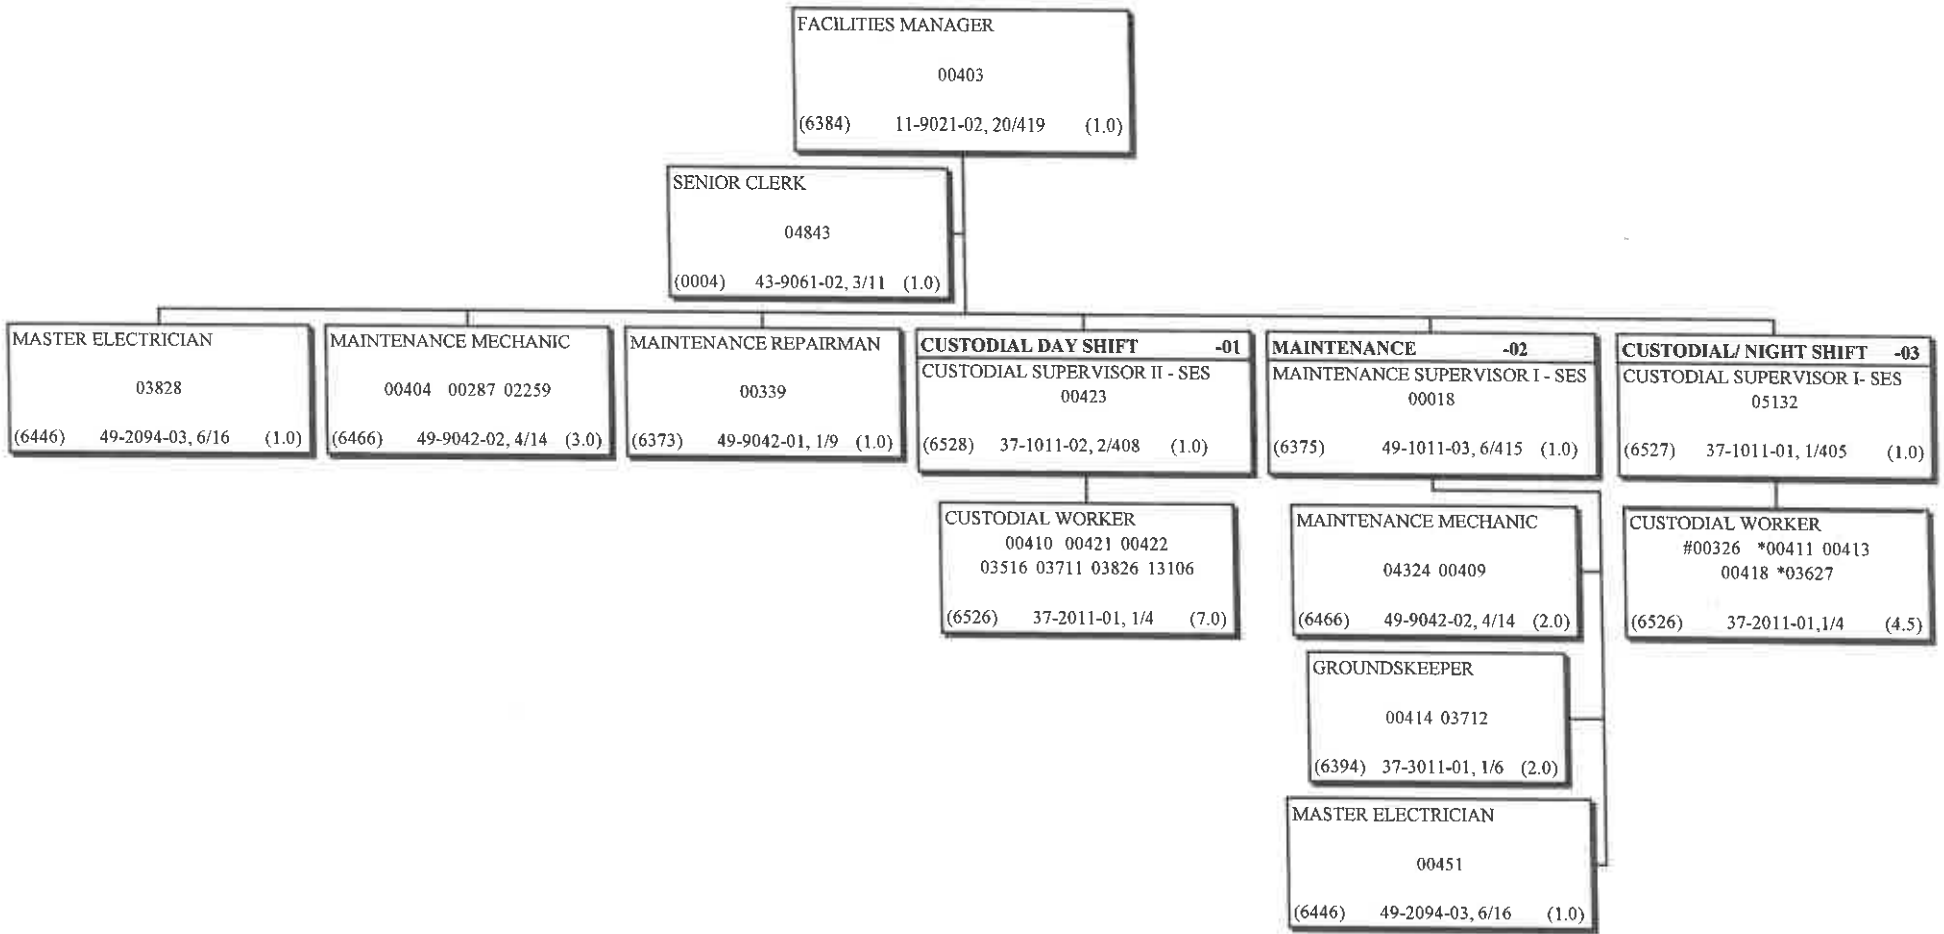 FACILITIES MANAGER
00403
(6384) 11-9021-02, 20/419 (1.0)
SENIOR CLERK
04843
(0004) 43-9061-02, 3/11 (1.0)
MASTER ELECTRICIAN
03828
(6446) 49-2094-03, 6/16 (1.0)
MAINTENANCE MECHANIC
00404 00287 02259
(6466) 49-9042-02, 4/14 (3.0)
MAINTENANCE REPAIRMAN
00339
(6373) 49-9042-01, 1/9 (1.0)
CUSTODIAL DAY SHIFT -01
CUSTODIAL SUPERVISOR II - SES
00423
(6528) 37-1011-02, 2/408 (1.0)
MAINTENANCE -02
MAINTENANCE SUPERVISOR I - SES
00018
(6375) 49-1011-03, 6/415 (1.0)
CUSTODIAL/ NIGHT SHIFT -03
CUSTODIAL SUPERVISOR I- SES
05132
(6527) 37-1011-01, 1/405 (1.0)
CUSTODIAL WORKER
00410 00421 00422
03516 03711 03826 13106
(6526) 37-2011-01, 1/4 (7.0)
MAINTENANCE MECHANIC
04324 00409
(6466) 49-9042-02, 4/14 (2.0)
GROUNDSKEEPER
00414 03712
(6394) 37-3011-01, 1/6 (2.0)
MASTER ELECTRICIAN
00451
(6446) 49-2094-03, 6/16 (1.0)
CUSTODIAL WORKER
#00326 *00411 00413
00418 *03627
(6526) 37-2011-01,1/4 (4.5)